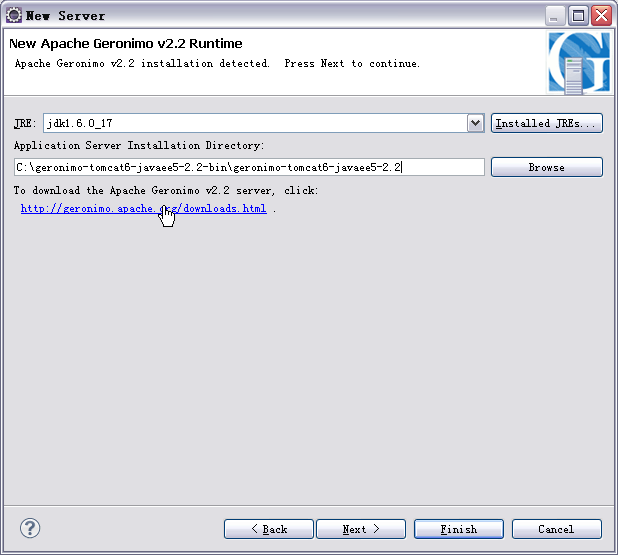 New Server
New Apache Geronimo v2.2 Runtime
Apache Geronimo v2.2 installation detected. Press Next to continue.
JRE: jdk1.6.0_17 Installed JREs...
Application Server Installation Directory:
C:\geronimo-tomcat6-javaee5-2.2-bin\geronimo-tomcat6-javaee5-2.2 Browse
To download the Apache Geronimo v2.2 server, click:
http://geronimo.apache.org/downloads.html .
? < Back Next > Finish Cancel